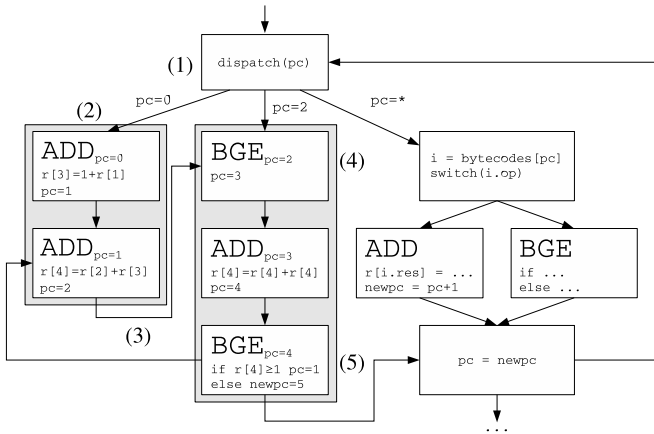 (1)
dispatch(pc)
pc=0
pc=2
pc=*
(2)
ADDpc=0
r[3]=1+r[1]
pc=1
ADDpc=1
r[4]=r[2]+r[3]
pc=2
(3)
BGEpc=2
pc=3
(4)
ADDpc=3
r[4]=r[4]+r[4]
pc=4
BGEpc=4
if r[4]≥1 pc=1
else newpc=5
(5)
i = bytecodes[pc]
switch(i.op)
ADD
r[i.res] = ...
newpc = pc+1
BGE
if ...
else ...
pc = newpc
...